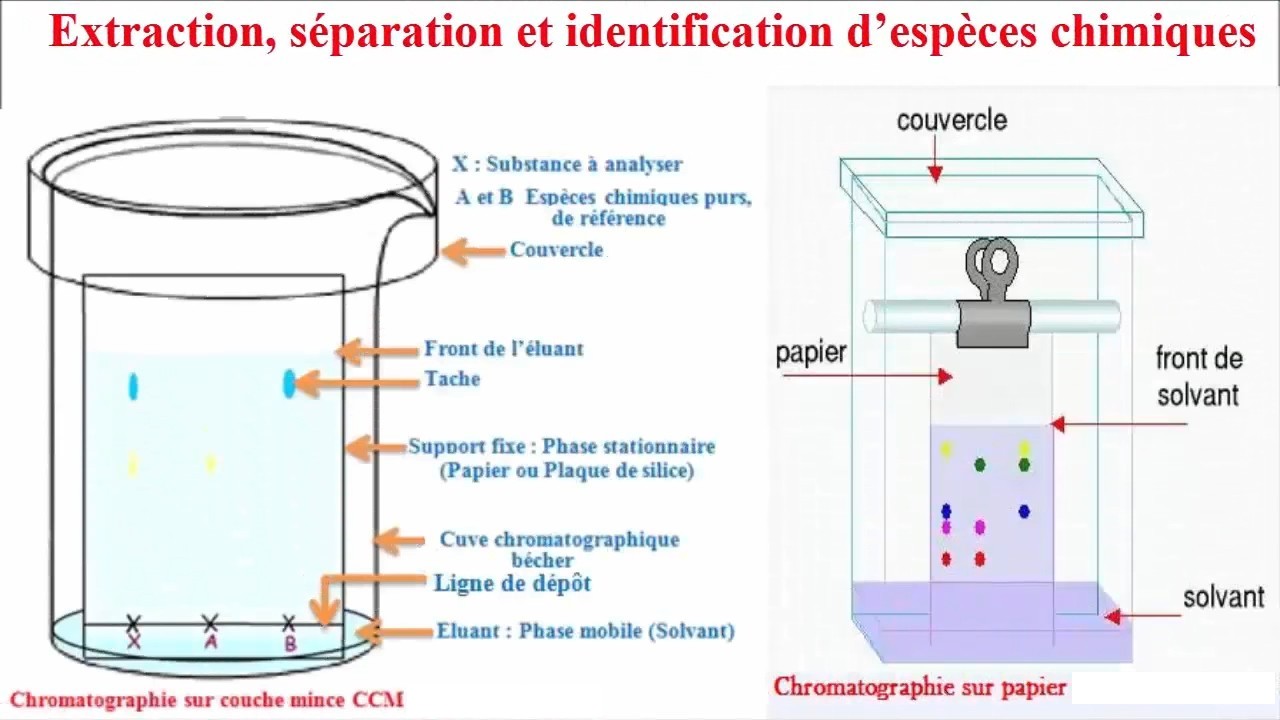 Extraction, séparation et identification d’espèces chimiques
X : Substance à analyser
A et B Espèces chimiques purs,
de référence
Couvercle
Front de l’éluant
Tache
Support fixe : Phase stationnaire
(Papier ou Plaque de silice)
Cuve chromatographique
bécher
Ligne de dépôt
Eluant : Phase mobile (Solvant)
X A B
Chromatographie sur couche mince CCM
couvercle
papier
front de
solvant
solvant
Chromatographie sur papier